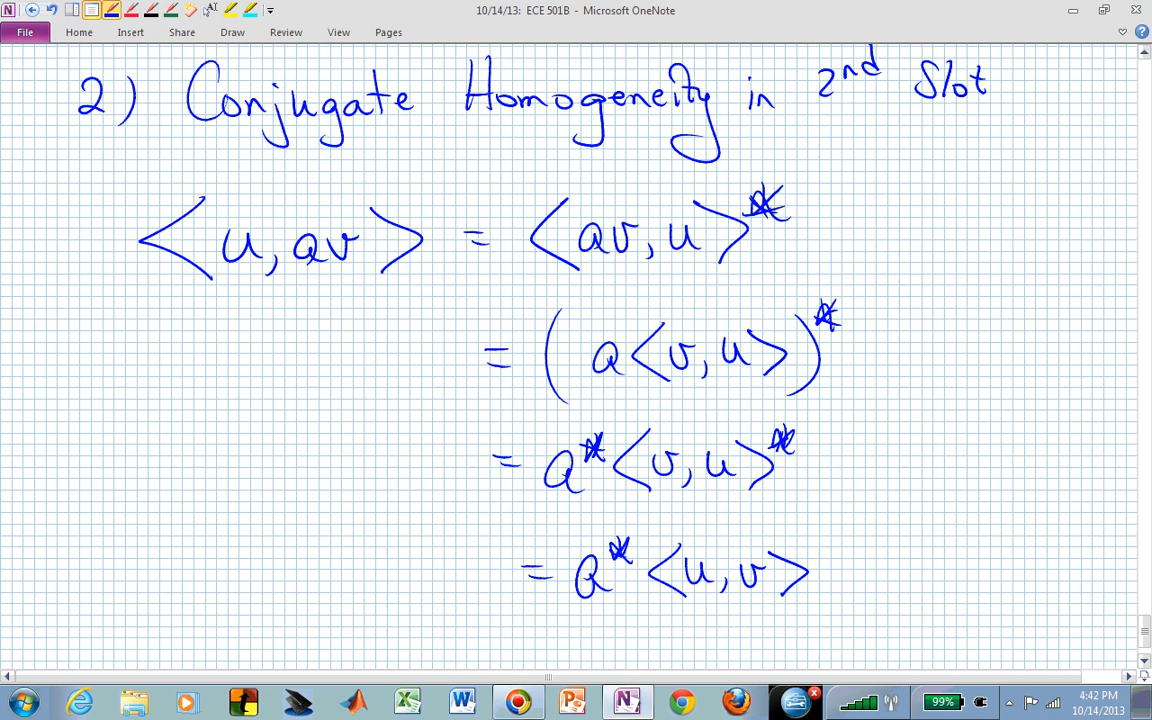 10/14/13: ECE 501B - Microsoft OneNote
File Home Insert Share Draw Review View Pages
2) Conjugate Homogeneity in 2nd Slot
<u, av> = <av, u>*
= (a<v, u>)*
= a*<v, u>*
= a*<u, v>
99%
4:42 PM
10/14/2013